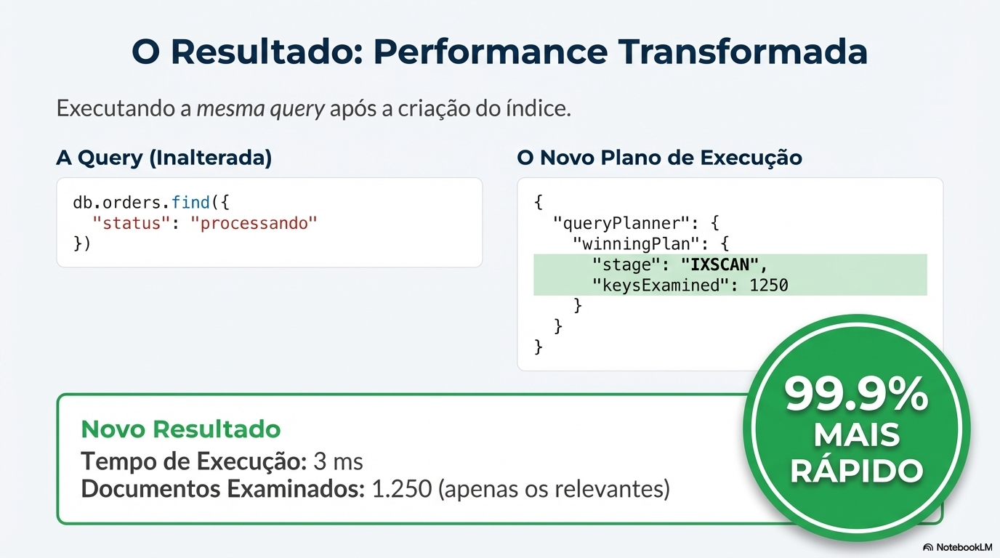 O Resultado: Performance Transformada
Executando a mesma query após a criação do índice.
A Query (Inalterada)
db.orders.find({
  "status": "processando"
})
O Novo Plano de Execução
{
  "queryPlanner": {
    "winningPlan": {
      "stage": "IXSCAN",
      "keysExamined": 1250
    }
  }
}
Novo Resultado
Tempo de Execução: 3 ms
Documentos Examinados: 1.250 (apenas os relevantes)
99.9%
MAIS
RÁPIDO
NotebookLM